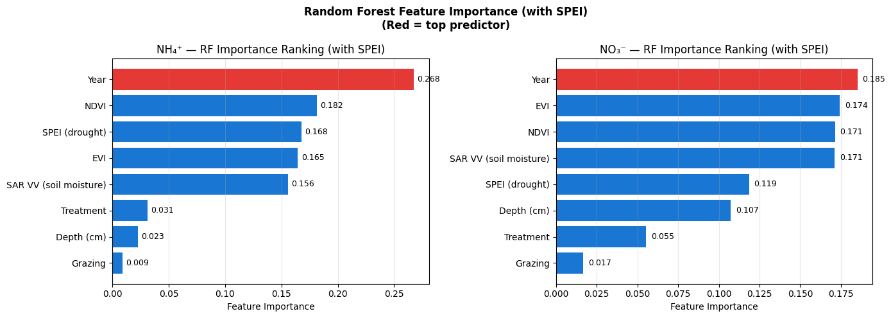 Random Forest Feature Importance (with SPEI)
(Red = top predictor)
NH₄⁺ — RF Importance Ranking (with SPEI)
Year
0.268
NDVI
0.182
SPEI (drought)
0.168
EVI
0.165
SAR VV (soil moisture)
0.156
Treatment
0.031
Depth (cm)
0.023
Grazing
0.009
0.00 0.05 0.10 0.15 0.20 0.25
Feature Importance
NO₃⁻ — RF Importance Ranking (with SPEI)
Year
0.185
EVI
0.174
NDVI
0.171
SAR VV (soil moisture)
0.171
SPEI (drought)
0.119
Depth (cm)
0.107
Treatment
0.055
Grazing
0.017
0.000 0.025 0.050 0.075 0.100 0.125 0.150 0.175
Feature Importance